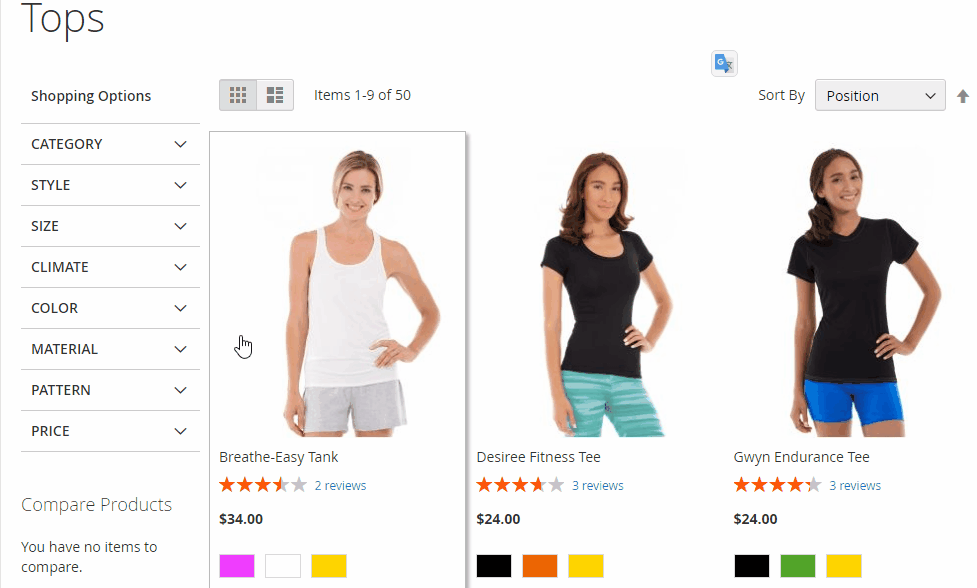 Tops
Shopping Options
CATEGORY
STYLE
SIZE
CLIMATE
COLOR
MATERIAL
PATTERN
PRICE
Compare Products
You have no items to
compare.
Items 1-9 of 50
Sort By Position
G
Breathe-Easy Tank
2 reviews
$34.00
Desiree Fitness Tee
3 reviews
$24.00
Gwyn Endurance Tee
3 reviews
$24.00